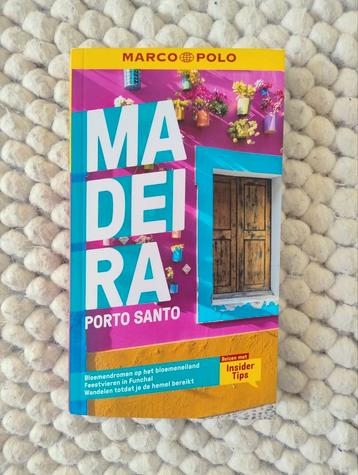 MARCO POLO
MA
DEI
RA
PORTO SANTO
Bloemendromen op het bloemeneiland
Feestvieren in Funchal
Wandelen totdat je de hemel bereikt
Reizen met
Insider
Tips